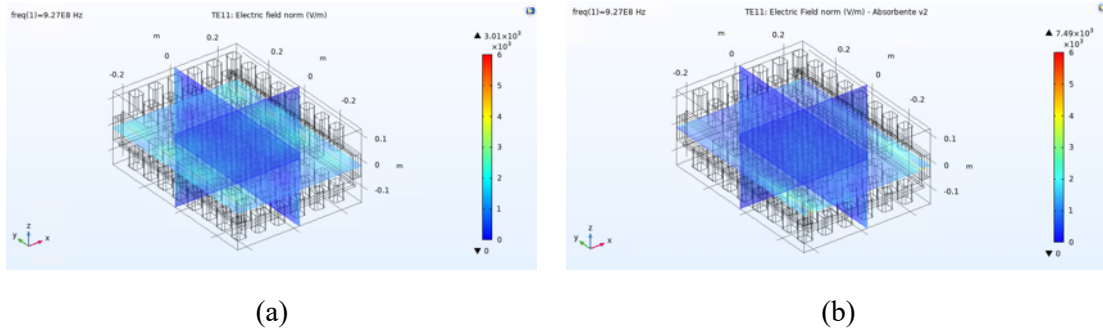 freq(1)=9.27E8 Hz
TE11: Electric field norm (V/m)
m
m
0.2
0.2
0
0
-0.2
-0.2
0.1
0
m
-0.1
▲ 3.01×10³
×10³
6
5
4
3
2
1
0
▼ 0
z
y
x
(a)
freq(1)=9.27E8 Hz
TE11: Electric Field norm (V/m) - Absorbente v2
m
m
0.2
0.2
0
0
-0.2
-0.2
0.1
0
m
-0.1
▲ 7.49×10³
×10³
6
5
4
3
2
1
0
▼ 0
z
y
x
(b)